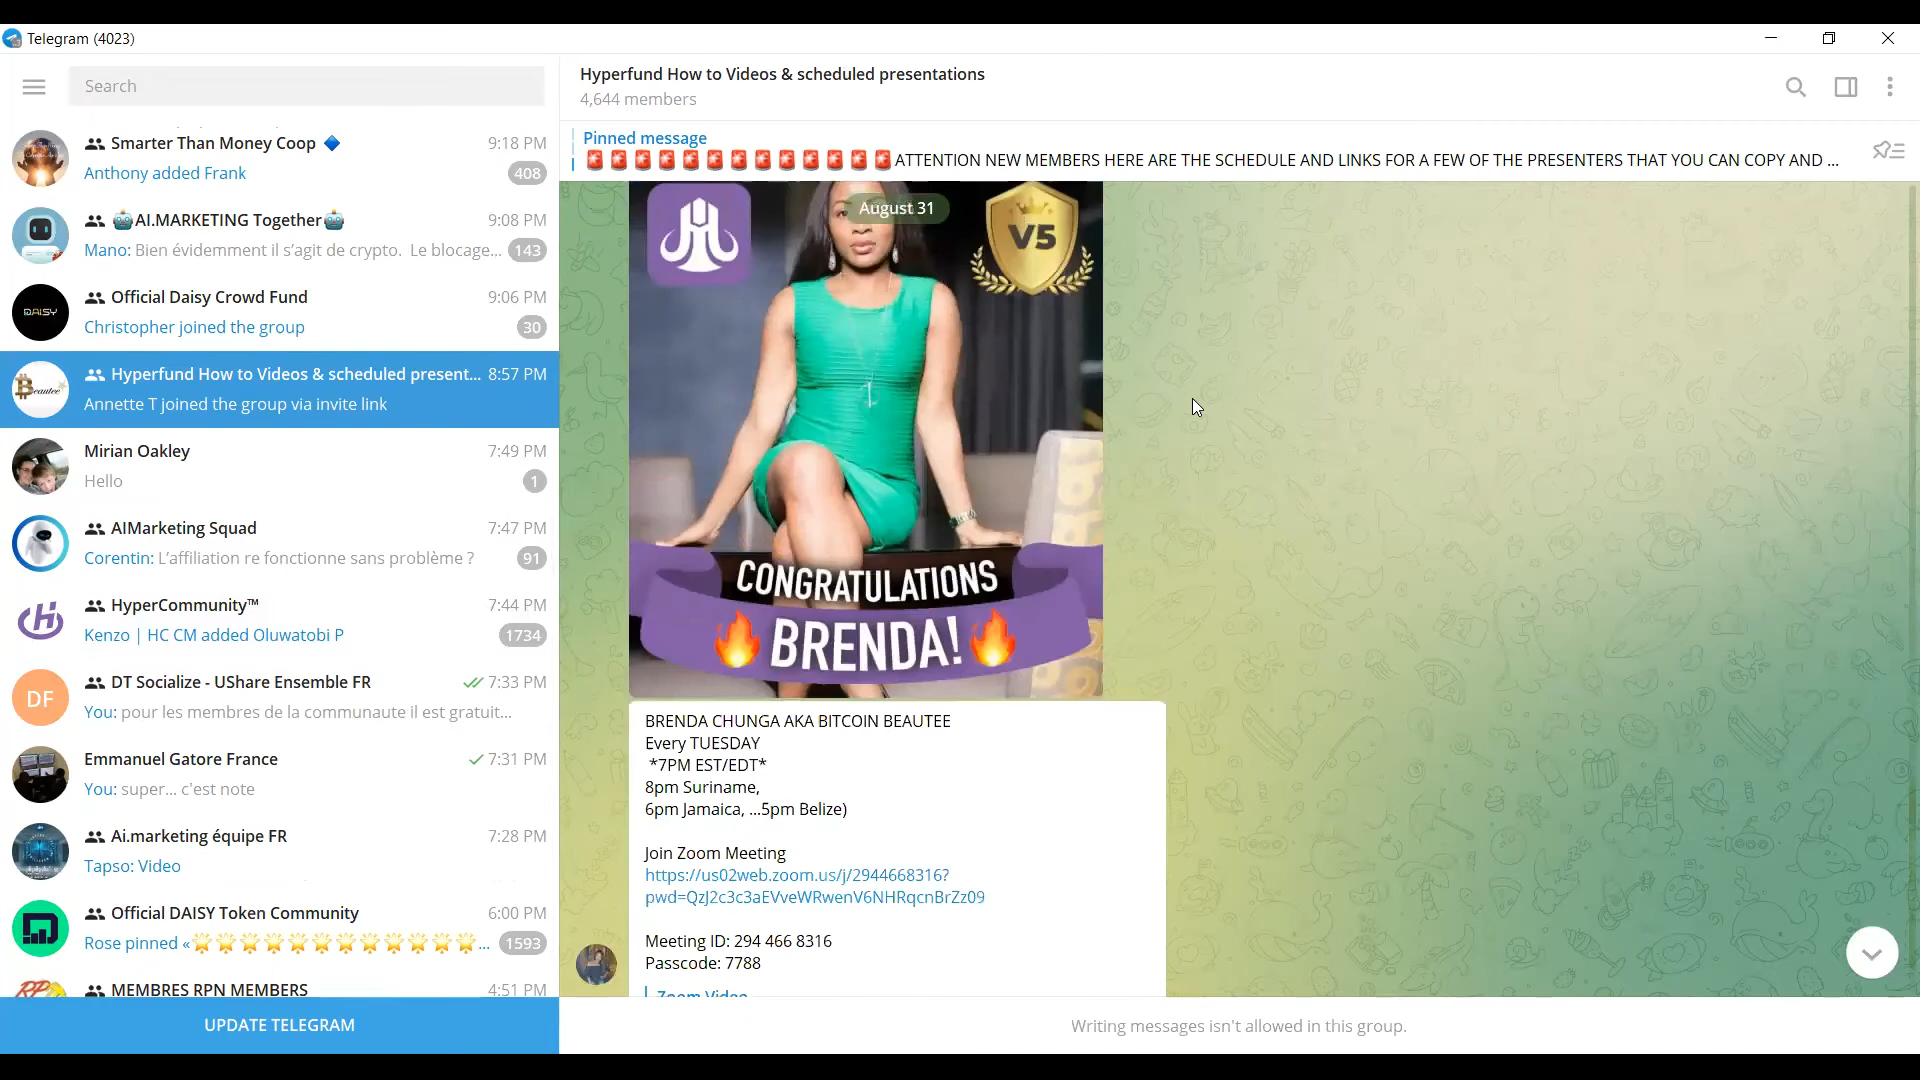 Telegram (4023)
Search
Smarter Than Money Coop 9:18 PM
Anthony added Frank 408
🤖AI.MARKETING Together🤖 9:08 PM
Mano: Bien évidemment il s’agit de crypto. Le blocage... 143
DAISY
Official Daisy Crowd Fund 9:06 PM
Christopher joined the group 30
Beautee
Hyperfund How to Videos & scheduled present... 8:57 PM
Annette T joined the group via invite link
Mirian Oakley 7:49 PM
Hello 1
AIMarketing Squad 7:47 PM
Corentin: L’affiliation re fonctionne sans problème ? 91
HyperCommunity™ 7:44 PM
Kenzo | HC CM added Oluwatobi P 1734
DF
DT Socialize - UShare Ensemble FR 7:33 PM
You: pour les membres de la communaute il est gratuit...
Emmanuel Gatore France 7:31 PM
You: super... c'est note
Ai.marketing équipe FR 7:28 PM
Tapso: Video
Official DAISY Token Community 6:00 PM
Rose pinned «🌟🌟🌟🌟🌟🌟🌟🌟🌟🌟🌟🌟... 1593
RPN
MEMBRES RPN MEMBERS 4:51 PM
UPDATE TELEGRAM
Hyperfund How to Videos & scheduled presentations
4,644 members
Pinned message
🚨🚨🚨🚨🚨🚨🚨🚨🚨🚨🚨🚨🚨ATTENTION NEW MEMBERS HERE ARE THE SCHEDULE AND LINKS FOR A FEW OF THE PRESENTERS THAT YOU CAN COPY AND ...
August 31
V5
CONGRATULATIONS
🔥BRENDA!🔥
BRENDA CHUNGA AKA BITCOIN BEAUTEE
Every TUESDAY
*7PM EST/EDT*
8pm Suriname,
6pm Jamaica, ...5pm Belize)
Join Zoom Meeting
https://us02web.zoom.us/j/2944668316?
pwd=QzJ2c3c3aEVveWRwenV6NHRqcnBrZz09
Meeting ID: 294 466 8316
Passcode: 7788
Zoom Video
Writing messages isn't allowed in this group.